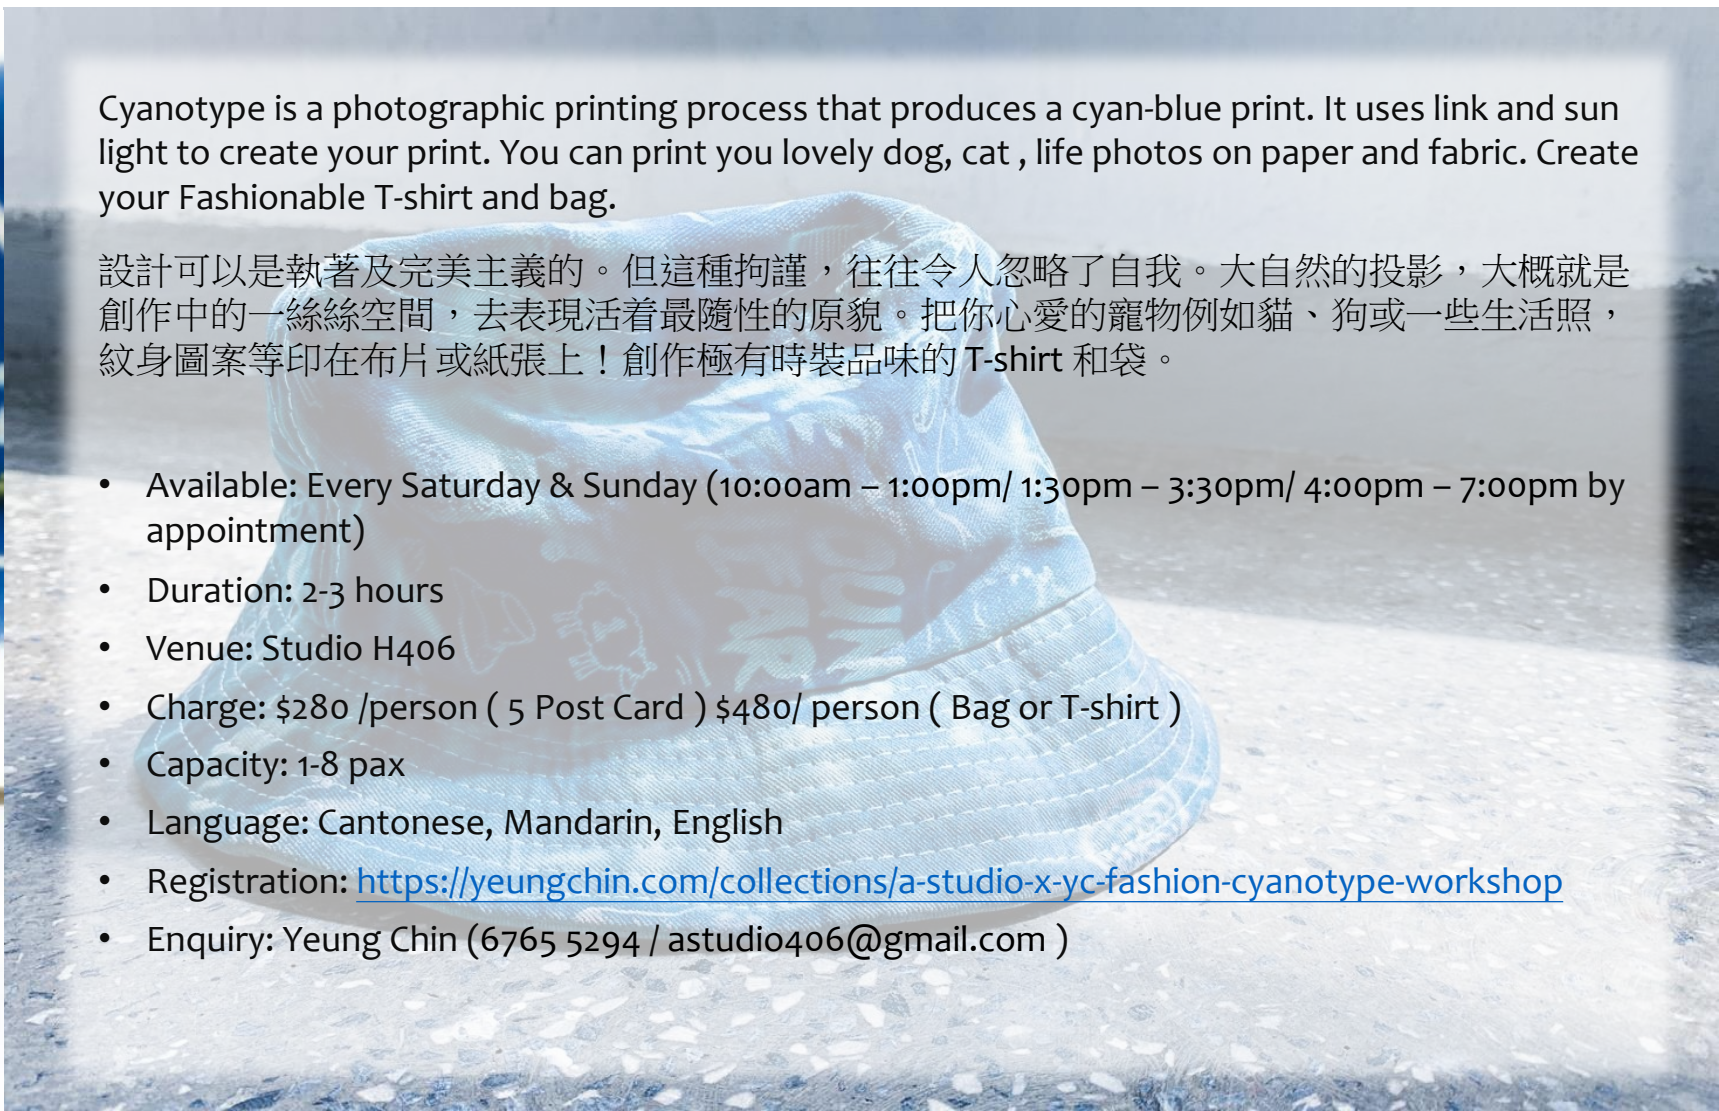 Cyanotype is a photographic printing process that produces a cyan-blue print. It uses link and sun
light to create your print. You can print you lovely dog, cat , life photos on paper and fabric. Create
your Fashionable T-shirt and bag.
設計可以是執著及完美主義的。但這種拘謹，往往令人忽略了自我。大自然的投影，大概就是
創作中的一絲絲空間，去表現活着最隨性的原貌。把你心愛的寵物例如貓、狗或一些生活照，
紋身圖案等印在布片或紙張上！創作極有時裝品味的 T-shirt 和袋。
• Available: Every Saturday & Sunday (10:00am – 1:00pm/ 1:30pm – 3:30pm/ 4:00pm – 7:00pm by
appointment)
• Duration: 2-3 hours
• Venue: Studio H406
• Charge: $280 /person ( 5 Post Card ) $480/ person ( Bag or T-shirt )
• Capacity: 1-8 pax
• Language: Cantonese, Mandarin, English
• Registration: https://yeungchin.com/collections/a-studio-x-yc-fashion-cyanotype-workshop
• Enquiry: Yeung Chin (6765 5294 / astudio406@gmail.com )